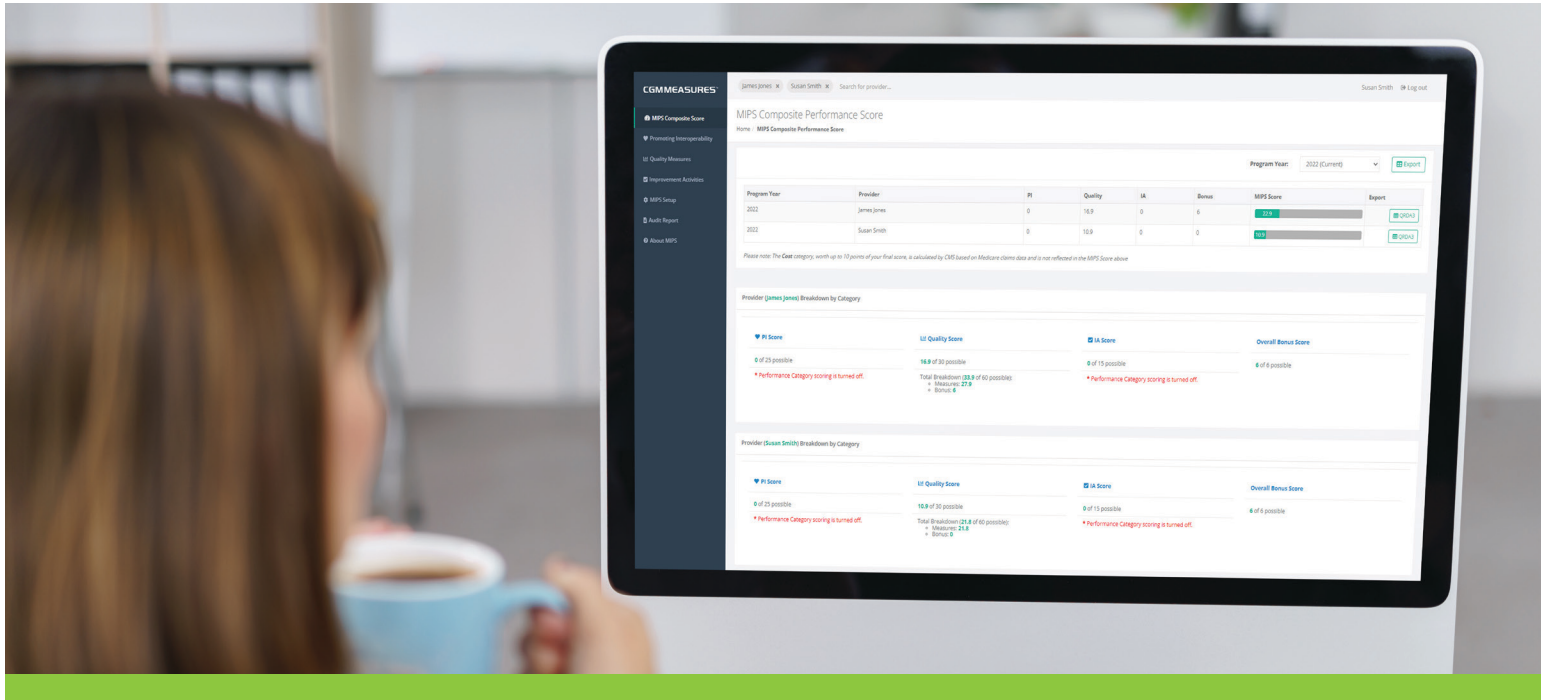 CGMMEASURES
James Jones x Susan Smith x Search for provider... Susan Smith Log out
MIPS Composite Score
Promoting Interoperability
Quality Measures
Improvement Activities
MIPS Setup
Audit Report
About MIPS
MIPS Composite Performance Score
Home / MIPS Composite Performance Score
Program Year: 2022 (Current) Export
Program Year Provider PI Quality IA Bonus MIPS Score Export
2022 James Jones 0 16.9 0 6 22.9 QRDA3
2022 Susan Smith 0 10.9 0 0 10.9 QRDA3
Please note: The Cost category, worth up to 10 points of your final score, is calculated by CMS based on Medicare claims data and is not reflected in the MIPS Score above
Provider (James Jones) Breakdown by Category
PI Score Quality Score IA Score Overall Bonus Score
0 of 25 possible 16.9 of 30 possible 0 of 15 possible 6 of 6 possible
* Performance Category scoring is turned off. Total Breakdown (33.9 of 60 possible): * Performance Category scoring is turned off.
Measures: 27.9
Bonus: 6
Provider (Susan Smith) Breakdown by Category
PI Score Quality Score IA Score Overall Bonus Score
0 of 25 possible 10.9 of 30 possible 0 of 15 possible 6 of 6 possible
* Performance Category scoring is turned off. Total Breakdown (21.8 of 60 possible): * Performance Category scoring is turned off.
Measures: 21.8
Bonus: 0